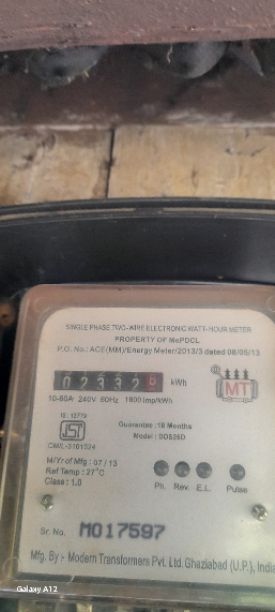 SINGLE PHASE TWO-WIRE ELECTRONIC WATT-HOUR METER
PROPERTY OF MePDCL
P.O. No.: ACE(MM)/Energy Meter/2013/3 dated 08/05/13
02332 kWh
10-60A 240V 50Hz 1600 imp/kWh
MT
IS : 13779
ISI
Guarantee : 18 Months
Model : DDS25D
M/Yr of Mfg : 07 / 13
Ref Temp : 27°C
Class : 1.0
Ph. Rev. E.L. Pulse
Sr. No. M017597
Mfg. By :- Modern Transformers Pvt. Ltd. Ghaziabad (U.P.), India
Galaxy A12